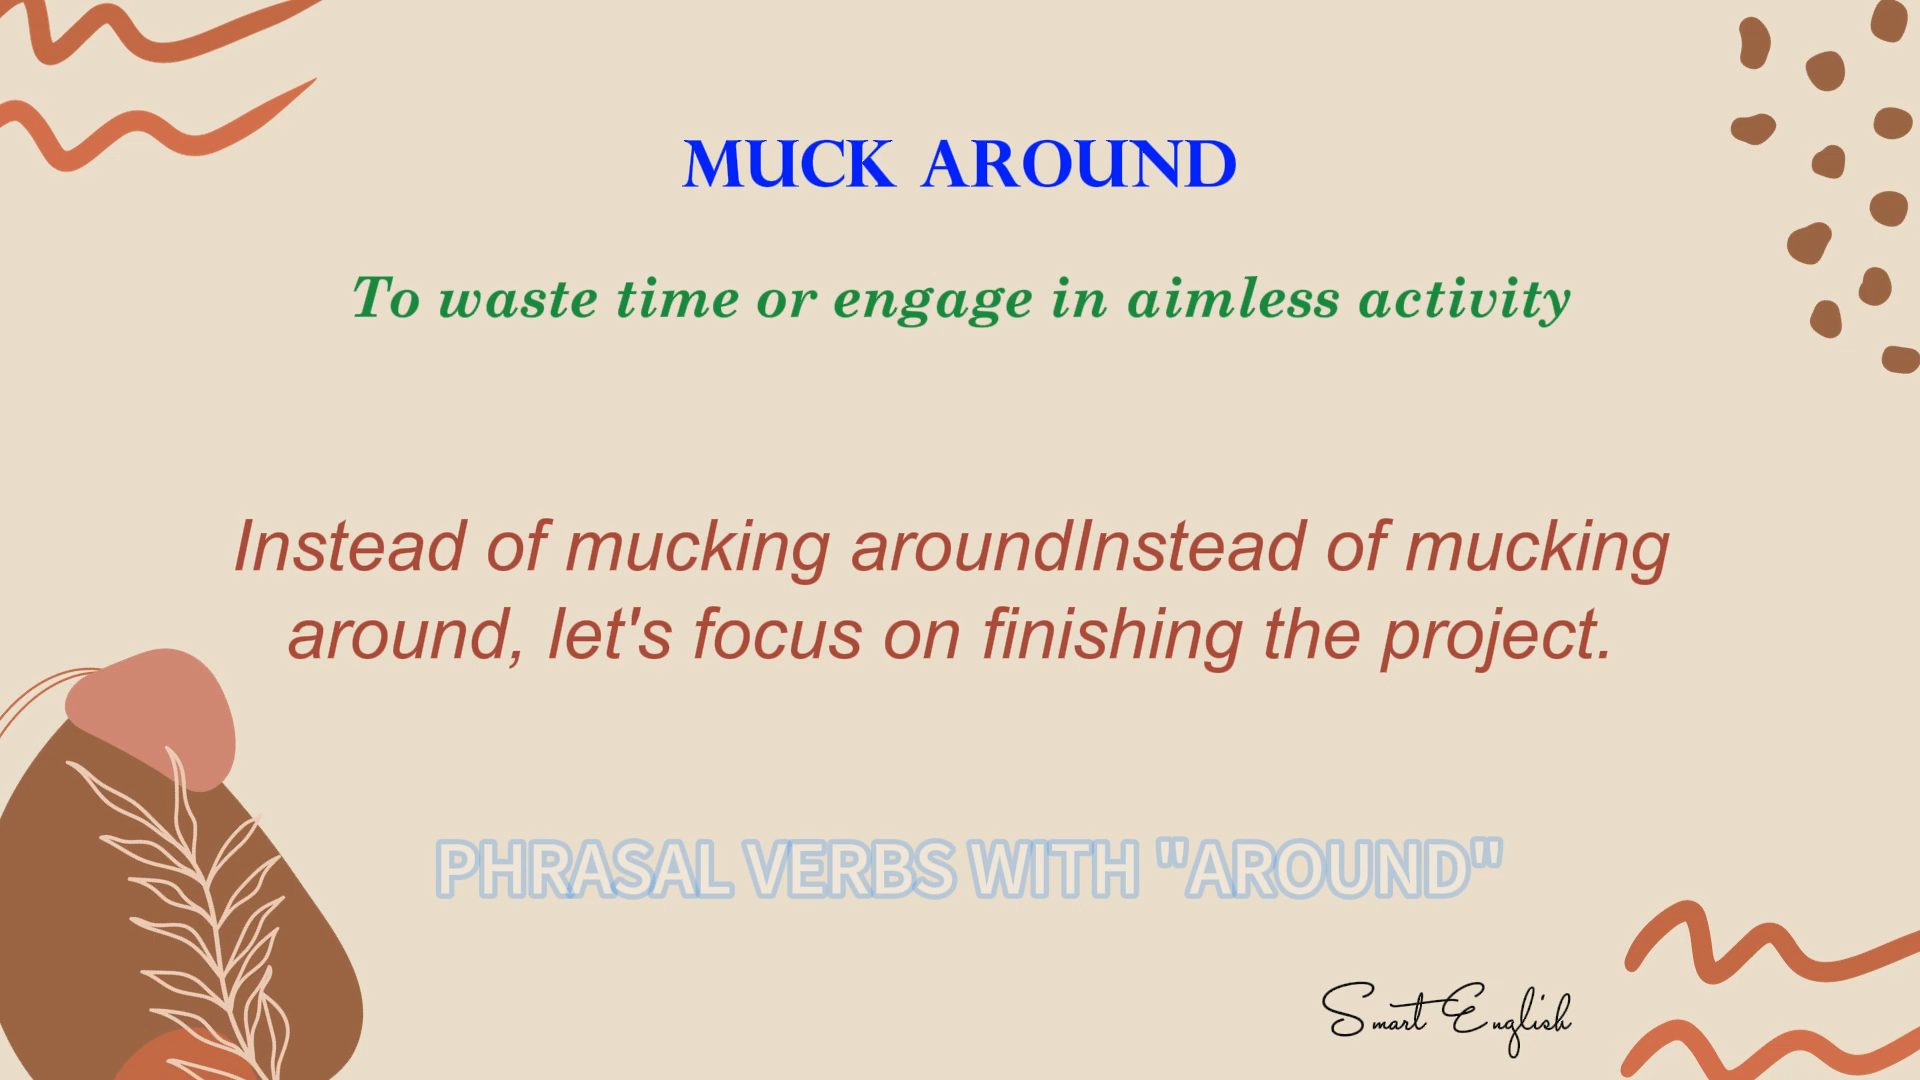 MUCK AROUND
To waste time or engage in aimless activity
Instead of mucking aroundInstead of mucking
around, let's focus on finishing the project.
PHRASAL VERBS WITH "AROUND"
Smart English